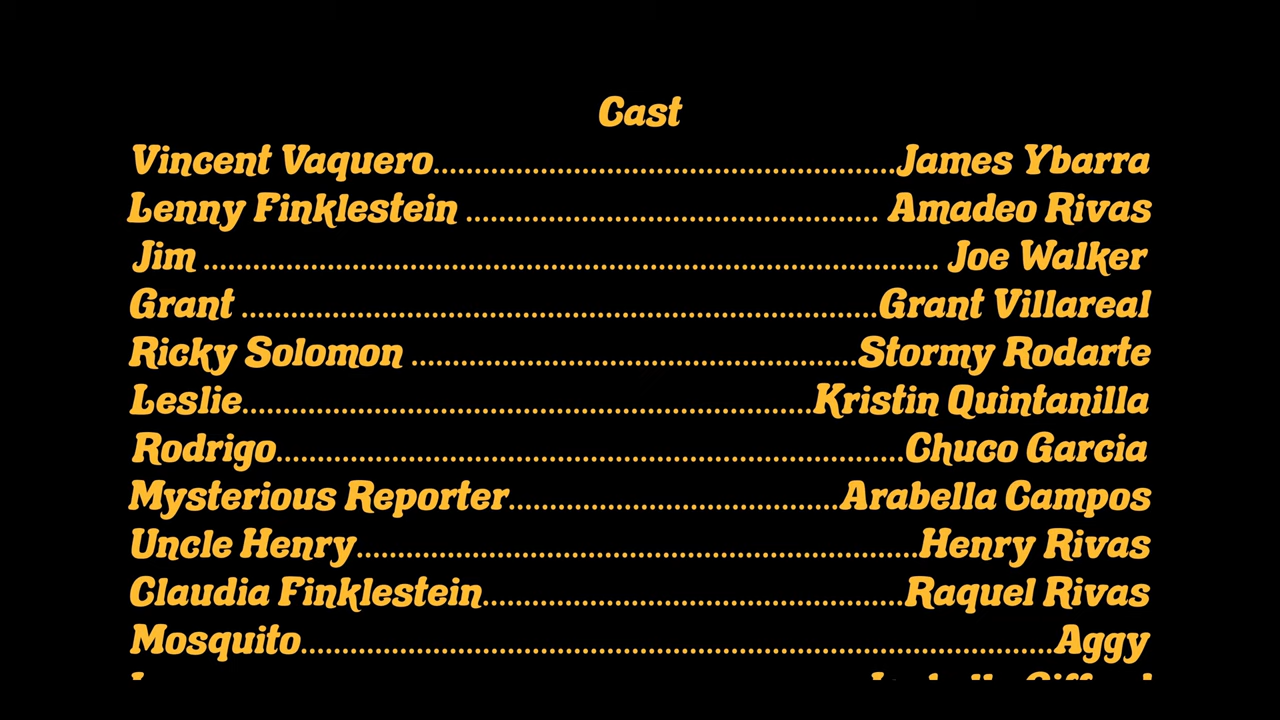 Cast
Vincent Vaquero.......................................................James Ybarra
Lenny Finklestein ................................................. Amadeo Rivas
Jim ........................................................................................ Joe Walker
Grant ............................................................................Grant Villareal
Ricky Solomon .....................................................Stormy Rodarte
Leslie....................................................................Kristin Quintanilla
Rodrigo...........................................................................Chuco Garcia
Mysterious Reporter.......................................Arabella Campos
Uncle Henry...................................................................Henry Rivas
Claudia Finklestein..................................................Raquel Rivas
Mosquito..........................................................................................Aggy